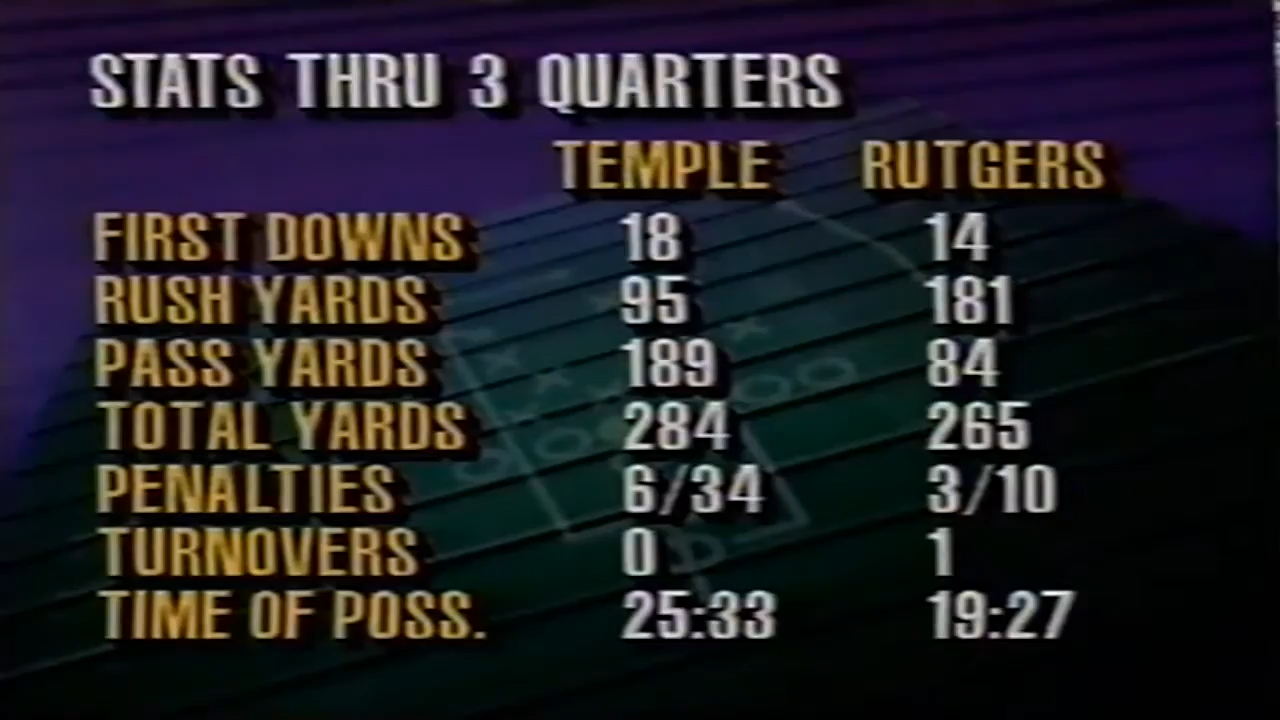 STATS THRU 3 QUARTERS
TEMPLE RUTGERS
FIRST DOWNS 18 14
RUSH YARDS 95 181
PASS YARDS 189 84
TOTAL YARDS 284 265
PENALTIES 6/34 3/10
TURNOVERS 0 1
TIME OF POSS. 25:33 19:27